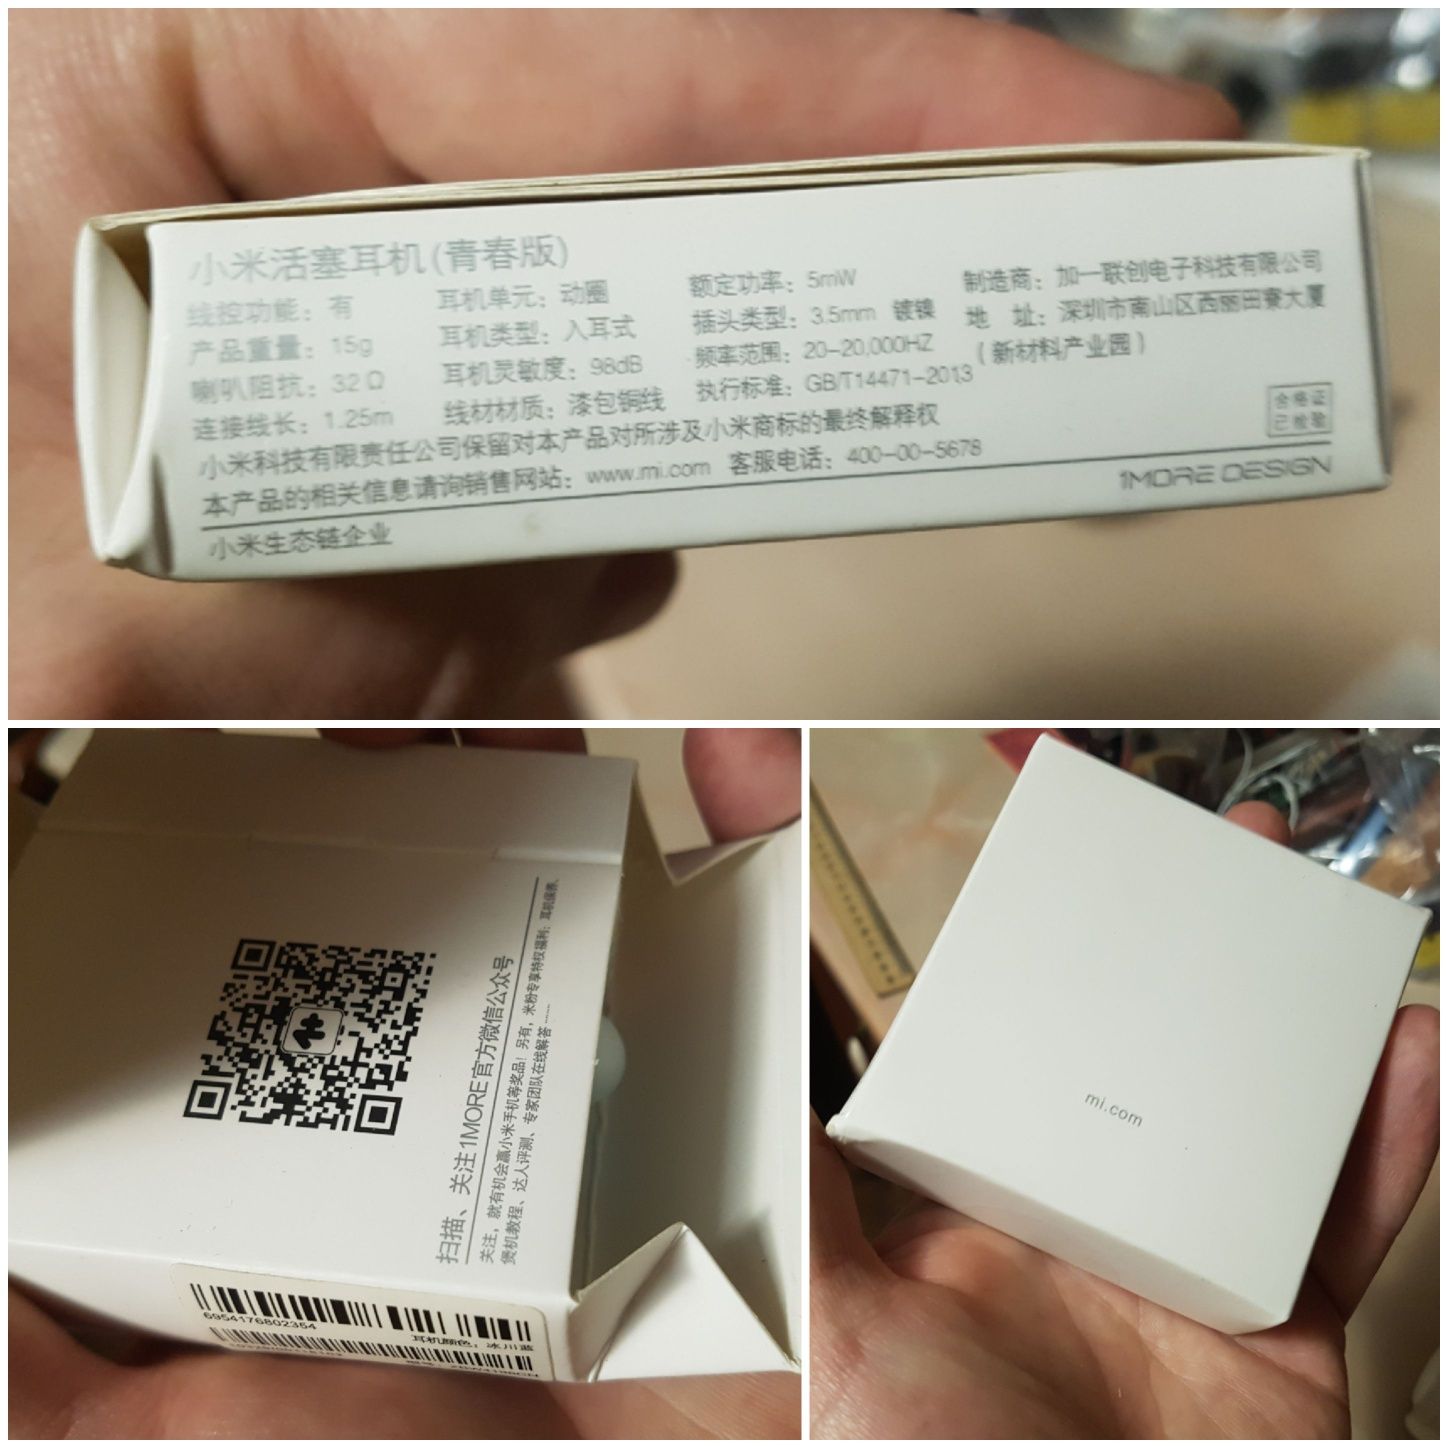 小米活塞耳机(青春版)
线控功能：有
产品重量：15g
喇叭阻抗：32Ω
连接线长：1.25m
耳机单元：动圈
耳机类型：入耳式
耳机灵敏度：98dB
线材材质：漆包铜线
额定功率：5mW
插头类型：3.5mm 镀镍
频率范围：20-20,000HZ
执行标准：GB/T14471-2013
制造商：加一联创电子科技有限公司
地 址：深圳市南山区西丽田寮大厦
(新材料产业园)
小米科技有限责任公司保留对本产品对所涉及小米商标的最终解释权
本产品的相关信息请询销售网站：www.mi.com 客服电话：400-00-5678
合格证
已检验
1MORE DESIGN
小米生态链企业
扫描、关注1MORE官方微信公众号
关注，就有机会赢小米手机等奖品！另有，米粉专享特权福利：耳机保养、
煲机教程、达人评测、专家团队在线解答……
6954176802354
耳机颜色：冰川蓝
mi.com